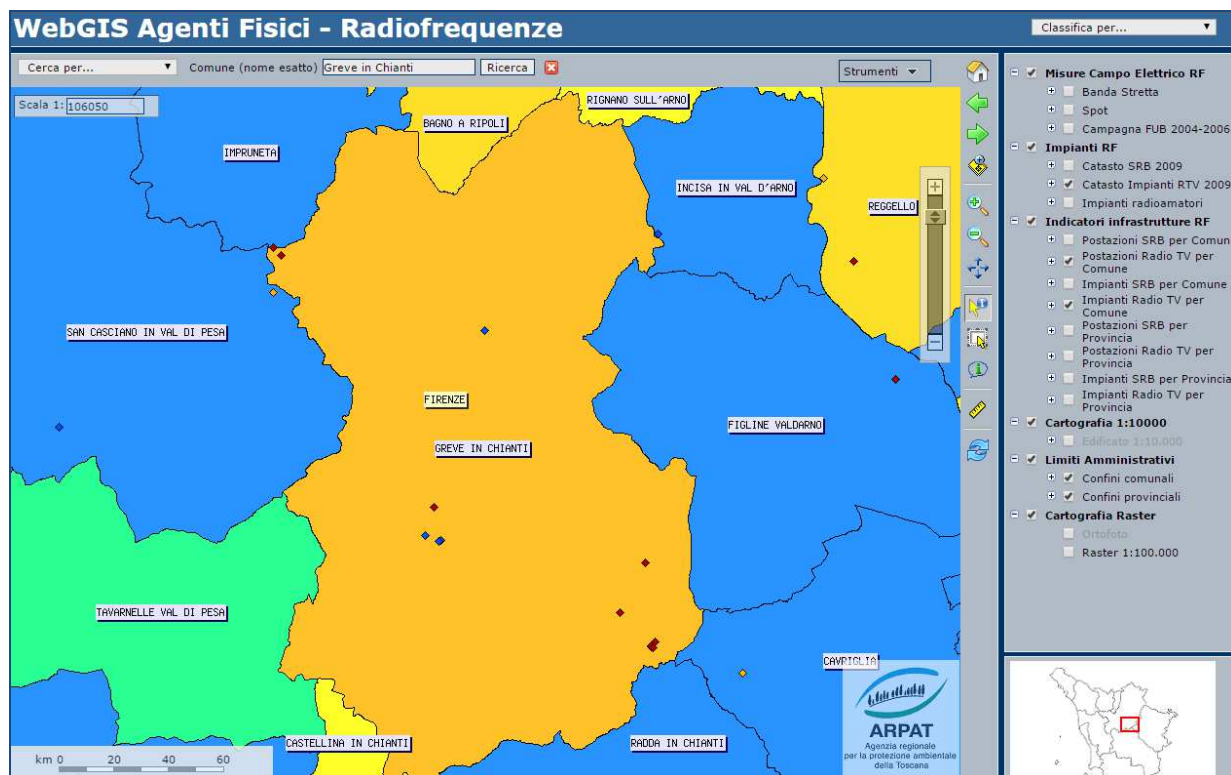 WebGIS Agenti Fisici - Radiofrequenze
Classifica per...
Cerca per...
Comune (nome esatto) Greve in Chianti Ricerca
Strumenti
Scala 1: 106050
RIGNANO SULL'ARNO
BAGNO A RIPOLI
IMPRUNETA
INCISA IN VAL D'ARNO
REGGELLO
SAN CASCIANO IN VAL DI PESA
FIRENZE
GREVE IN CHIANTI
FIGLINE VALDARNO
TAVARNELLE VAL DI PESA
CAVRIGLIA
CASTELLINA IN CHIANTI
RADDA IN CHIANTI
km 0 20 40 60
ARPAT
Agenzia regionale
per la protezione ambientale
della Toscana
Misure Campo Elettrico RF
Banda Stretta
Spot
Campagna FUB 2004-2006
Impianti RF
Catasto SRB 2009
Catasto Impianti RTV 2009
Impianti radioamatori
Indicatori infrastrutture RF
Postazioni SRB per Comun
Postazioni Radio TV per
Comune
Impianti SRB per Comune
Impianti Radio TV per
Comune
Postazioni SRB per
Provincia
Postazioni Radio TV per
Provincia
Impianti SRB per Provincia
Impianti Radio TV per
Provincia
Cartografia 1:10000
Edificato 1:10.000
Limiti Amministrativi
Confini comunali
Confini provinciali
Cartografia Raster
Ortofoto
Raster 1:100.000